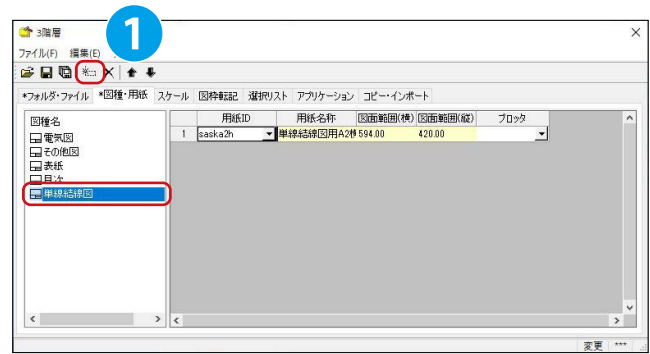 3階層
1
ファイル(F) 編集(E)
*フォルダ・ファイル *図種・用紙 スケール 図枠転記 選択リスト アプリケーション コピー・インポート
図種名
電気図
その他図
表紙
目次
単線結線図
用紙ID 用紙名称 図面範囲(横) 図面範囲(縦) プロッタ
1 saska2h 単線結線図用A2横 594.00 420.00
変更 ***